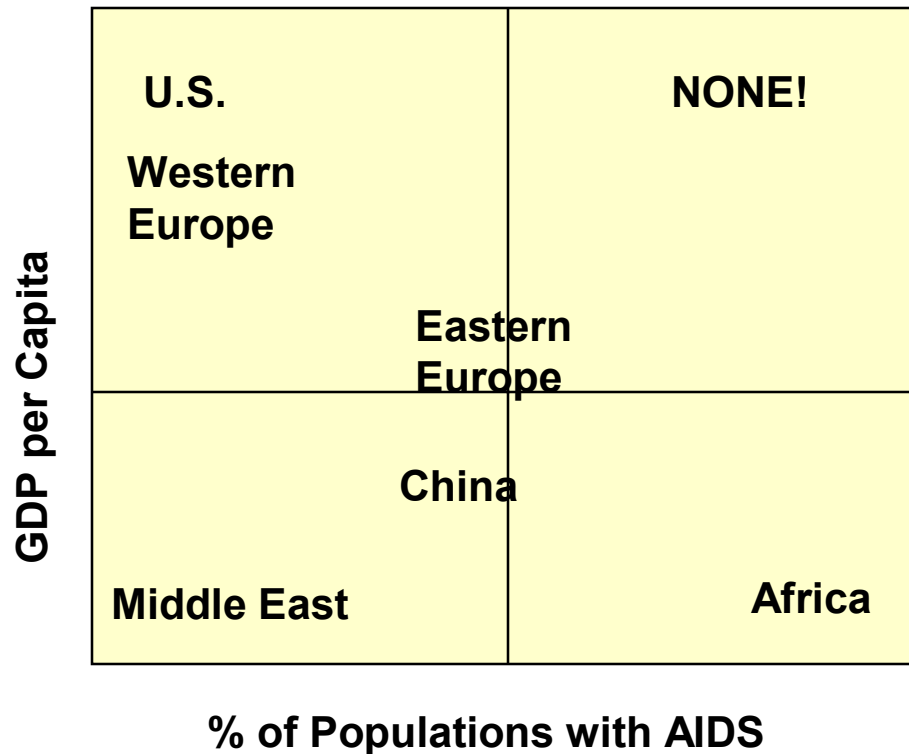 U.S.
NONE!
Western
Europe
Eastern
Europe
China
Middle East
Africa
GDP per Capita
% of Populations with AIDS